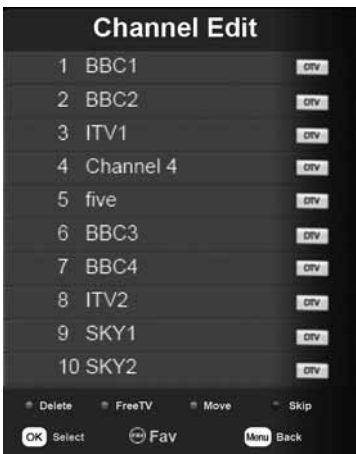 Channel Edit
1 BBC1 DTV
2 BBC2 DTV
3 ITV1 DTV
4 Channel 4 DTV
5 five DTV
6 BBC3 DTV
7 BBC4 DTV
8 ITV2 DTV
9 SKY1 DTV
10 SKY2 DTV
Delete FreeTV Move Skip
OK Select FAV Fav Menu Back